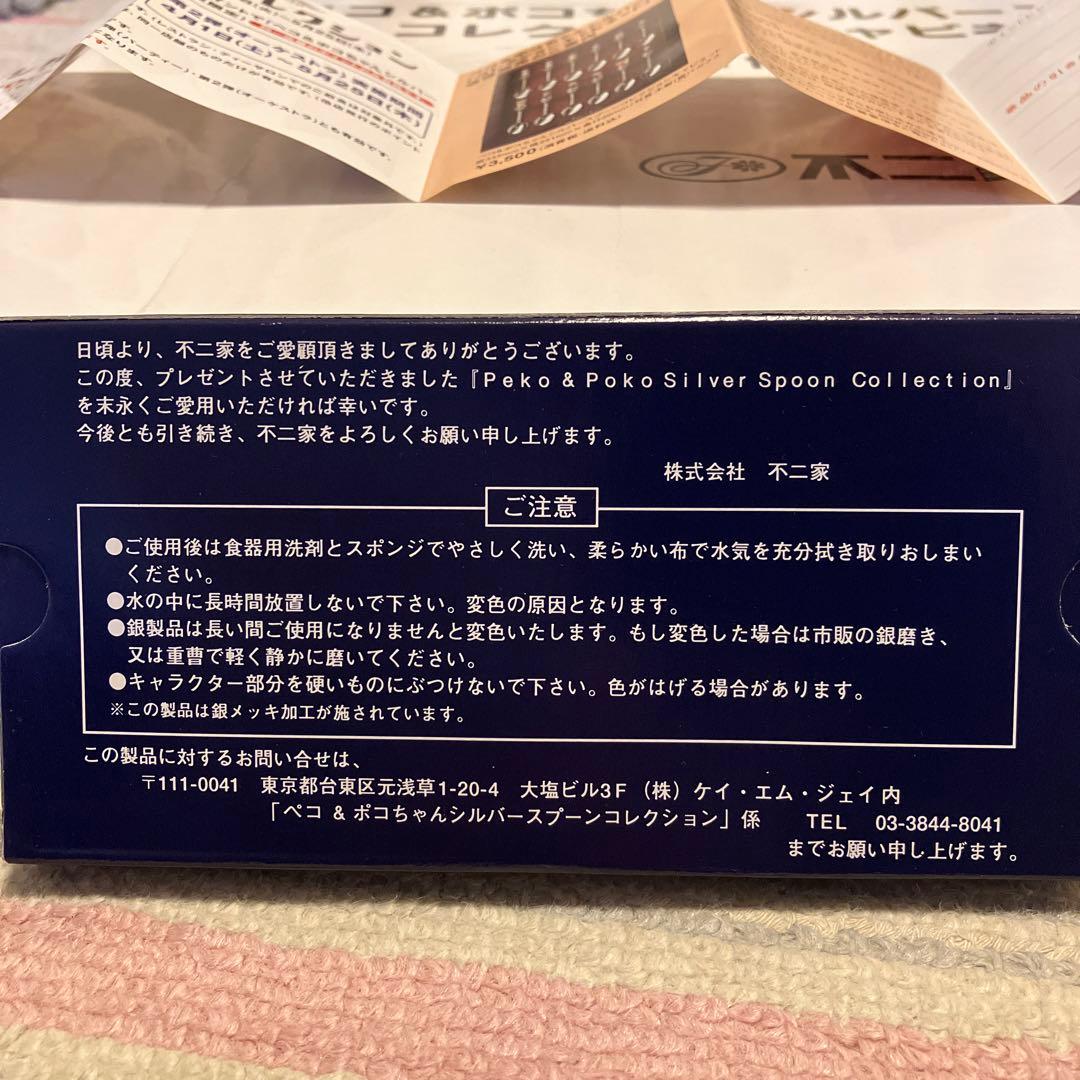 ¥3,500
不二
日頃より、不二家をご愛顧頂きましてありがとうございます。
この度、プレゼントさせていただきました『Peko & Poko Silver Spoon Collection』
を末永くご愛用いただければ幸いです。
今後とも引き続き、不二家をよろしくお願い申し上げます。
株式会社 不二家
ご注意
●ご使用後は食器用洗剤とスポンジでやさしく洗い、柔らかい布で水気を充分拭き取りおしまい
ください。
●水の中に長時間放置しないで下さい。変色の原因となります。
●銀製品は長い間ご使用になりませんと変色いたします。もし変色した場合は市販の銀磨き、
又は重曹で軽く静かに磨いてください。
●キャラクター部分を硬いものにぶつけないで下さい。色がはげる場合があります。
※この製品は銀メッキ加工が施されています。
この製品に対するお問い合せは、
〒111-0041 東京都台東区元浅草1-20-4 大塩ビル3F（株）ケイ・エム・ジェイ内
「ペコ & ポコちゃんシルバースプーンコレクション」係 TEL 03-3844-8041
までお願い申し上げます。